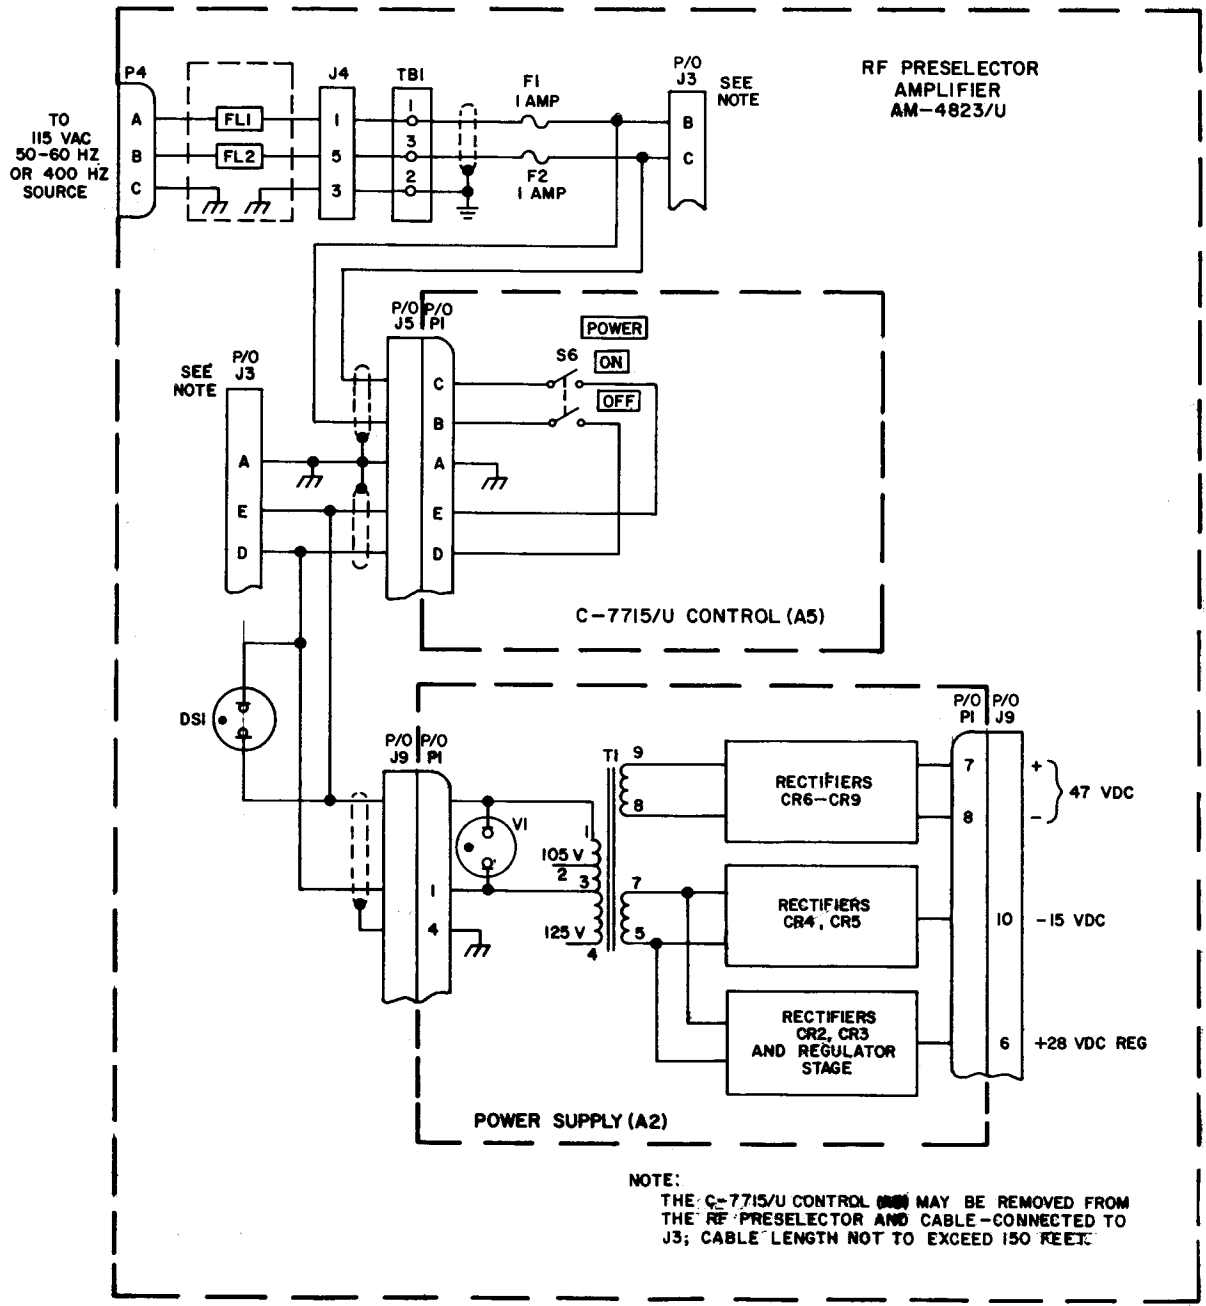 RF PRESELECTOR
AMPLIFIER
AM-4823/U
P4
J4
TB1
F1
1 AMP
P/O
J3
SEE
NOTE
TO
115 VAC
50-60 HZ
OR 400 HZ
SOURCE
A
FL1
1
1
B
B
FL2
5
3
C
C
3
2
F2
1 AMP
P/O
J5
P/O
P1
POWER
S6
ON
OFF
SEE
NOTE
P/O
J3
C
B
A
A
E
E
D
D
C-7715/U CONTROL (A5)
DS1
P/O
J9
P/O
P1
V1
1
4
T1
1
105 V
2
3
125 V
4
9
8
7
5
RECTIFIERS
CR6-CR9
RECTIFIERS
CR4, CR5
RECTIFIERS
CR2, CR3
AND REGULATOR
STAGE
P/O
P1
P/O
J9
7
+
8
-
47 VDC
10
-15 VDC
6
+28 VDC REG
POWER SUPPLY (A2)
NOTE:
THE C-7715/U CONTROL MAY BE REMOVED FROM
THE RF PRESELECTOR AND CABLE-CONNECTED TO
J3; CABLE LENGTH NOT TO EXCEED 150 FEET.